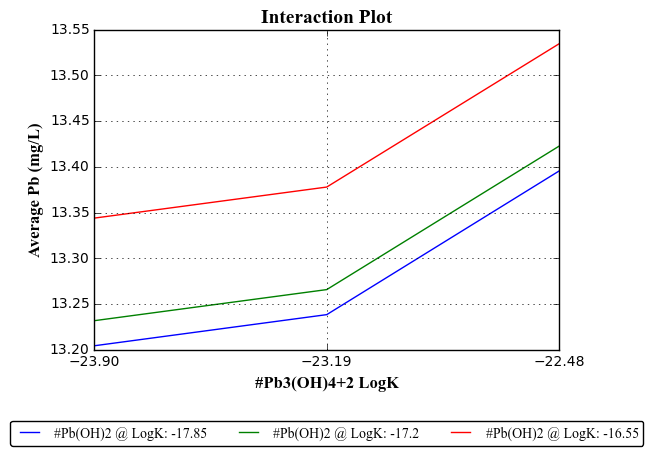 Interaction Plot
13.55
13.50
13.45
13.40
13.35
13.30
13.25
13.20
Average Pb (mg/L)
−23.90 −23.19 −22.48
#Pb3(OH)4+2 LogK
#Pb(OH)2 @ LogK: -17.85 #Pb(OH)2 @ LogK: -17.2 #Pb(OH)2 @ LogK: -16.55